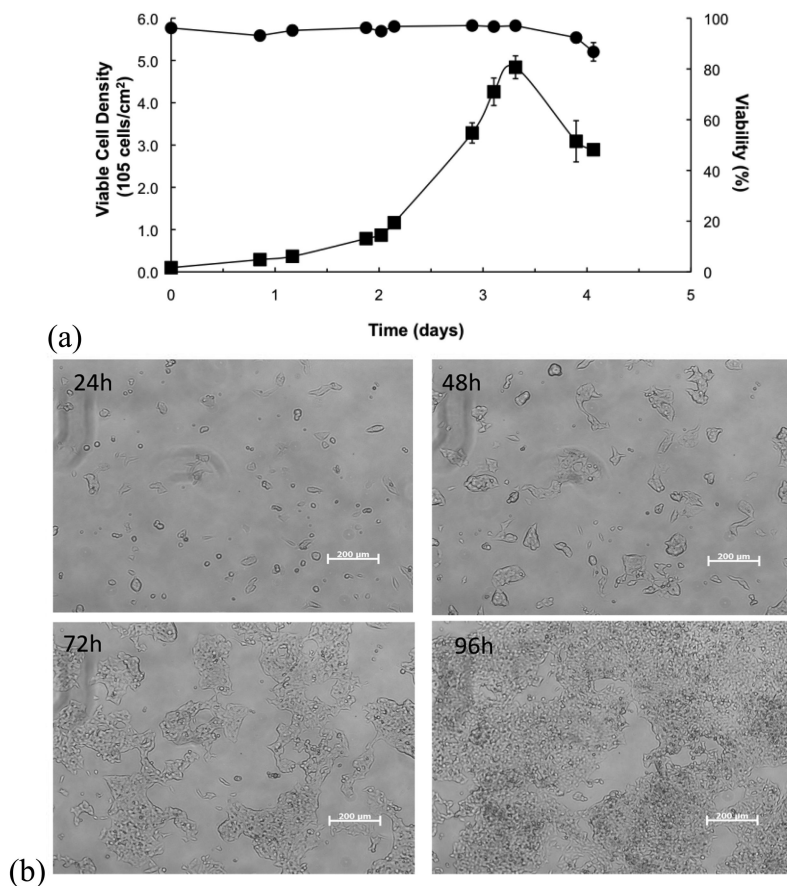 6.0
5.0
4.0
3.0
2.0
1.0
0.0
Viable Cell Density
(105 cells/cm²)
100
80
60
40
20
0
Viability (%)
0 1 2 3 4 5
Time (days)
(a)
24h
200 µm
48h
200 µm
72h
200 µm
96h
200 µm
(b)